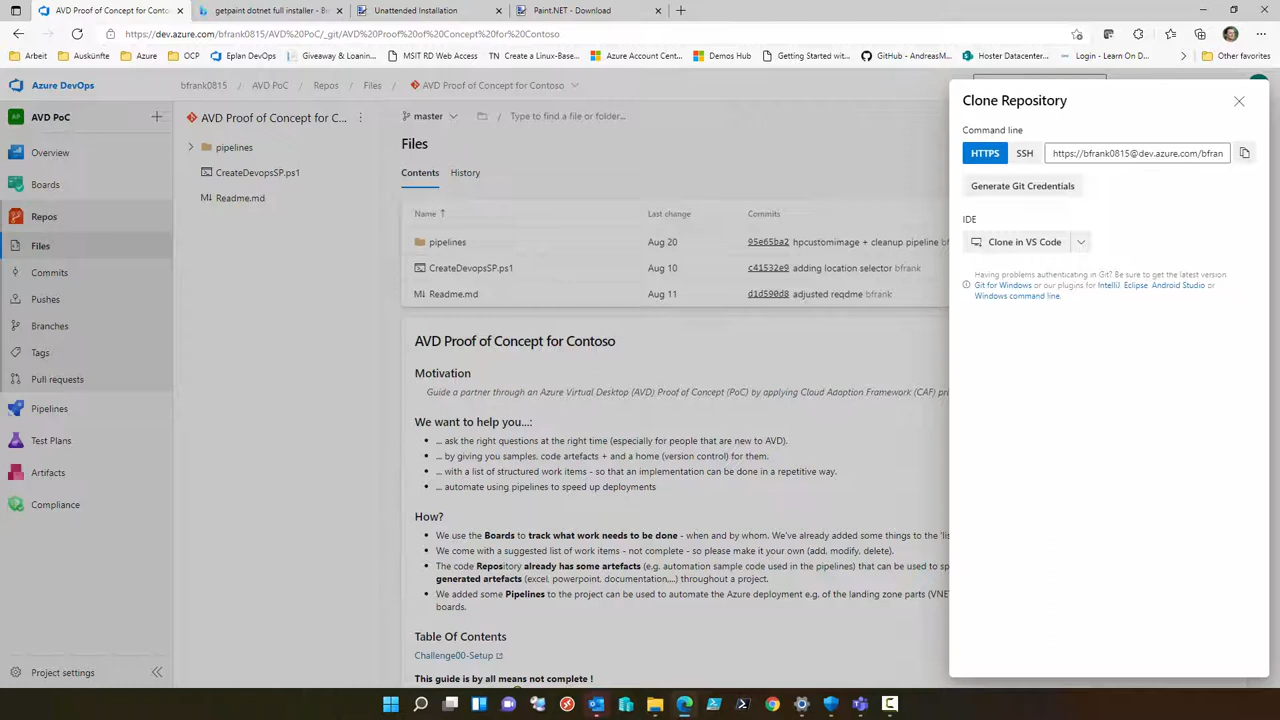 AVD Proof of Concept for Conto
getpaint dotnet full installer - B
Unattended Installation
Paint.NET - Download
https://dev.azure.com/bfrank0815/AVD%20PoC/_git/AVD%20Proof%20of%20Concept%20for%20Contoso
Arbeit
Auskünfte
Azure
OCP
Eplan DevOps
Giveaway & Loanin...
MSIT RD Web Access
TN Create a Linux-Base...
Azure Account Cent...
Demos Hub
Getting Started wit...
GitHub - AndreasM...
Hoster Datacenter...
Login - Learn On D...
Other favorites
Azure DevOps
bfrank0815 / AVD PoC / Repos / Files / AVD Proof of Concept for Contoso
AP AVD PoC
Overview
Boards
Repos
Files
Commits
Pushes
Branches
Tags
Pull requests
Pipelines
Test Plans
Artifacts
Compliance
Project settings
AVD Proof of Concept for C...
pipelines
CreateDevopsSP.ps1
Readme.md
master
/ Type to find a file or folder...
Files
Contents
History
Name Last change Commits
pipelines Aug 20 95e65ba2 hpcustomimage + cleanup pipeline bf
CreateDevopsSP.ps1 Aug 10 c41532e9 adding location selector bfrank
Readme.md Aug 11 d1d590d8 adjusted reqdme bfrank
AVD Proof of Concept for Contoso
Motivation
Guide a partner through an Azure Virtual Desktop (AVD) Proof of Concept (PoC) by applying Cloud Adoption Framework (CAF) pri
We want to help you...:
... ask the right questions at the right time (especially for people that are new to AVD).
... by giving you samples, code artefacts + and a home (version control) for them.
... with a list of structured work items - so that an implementation can be done in a repetitive way.
... automate using pipelines to speed up deployments
How?
We use the Boards to track what work needs to be done - when and by whom. We've already added some things to the 'lis
We come with a suggested list of work items - not complete - so please make it your own (add, modify, delete).
The code Repository already has some artefacts (e.g. automation sample code used in the pipelines) that can be used to sp
generated artefacts (excel, powerpoint, documentation,...) throughout a project.
We added some Pipelines to the project can be used to automate the Azure deployment e.g. of the landing zone parts (VNE
boards.
Table Of Contents
Challenge00-Setup
This guide is by all means not complete !
Clone Repository
Command line
HTTPS
SSH
https://bfrank0815@dev.azure.com/bfran
Generate Git Credentials
IDE
Clone in VS Code
Having problems authenticating in Git? Be sure to get the latest version
Git for Windows or our plugins for IntelliJ, Eclipse, Android Studio or
Windows command line.